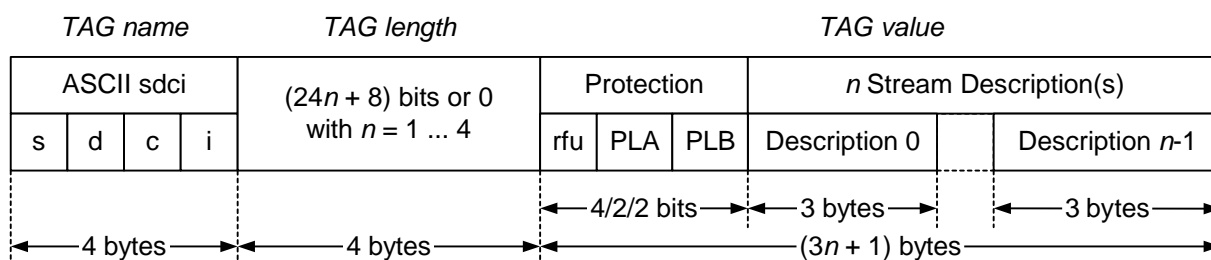 TAG name TAG length TAG value
ASCII sdci
(24n + 8) bits or 0
with n = 1 ... 4
Protection
n Stream Description(s)
s d c i
rfu PLA PLB Description 0 Description n-1
4/2/2 bits 3 bytes 3 bytes
4 bytes 4 bytes (3n + 1) bytes